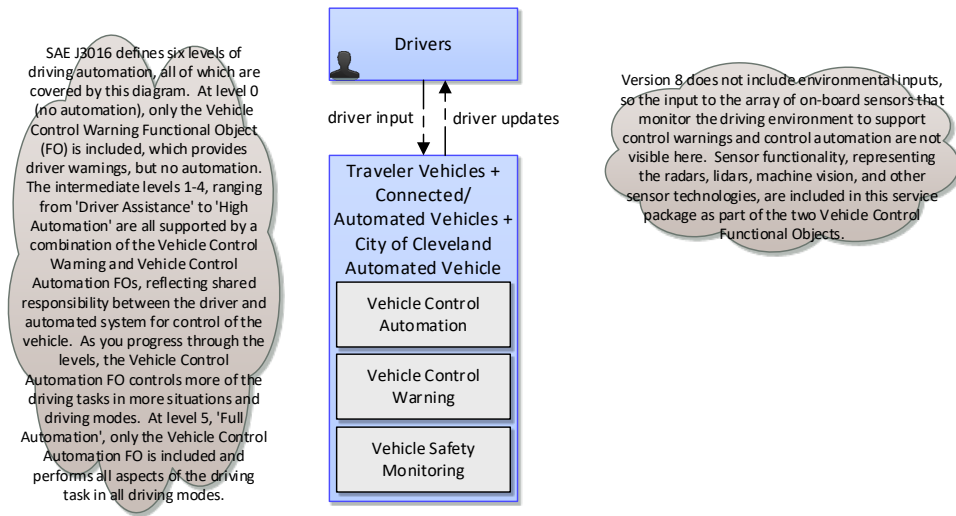 SAE J3016 defines six levels of
driving automation, all of which are
covered by this diagram. At level 0
(no automation), only the Vehicle
Control Warning Functional Object
(FO) is included, which provides
driver warnings, but no automation.
The intermediate levels 1-4, ranging
from 'Driver Assistance' to 'High
Automation' are all supported by a
combination of the Vehicle Control
Warning and Vehicle Control
Automation FOs, reflecting shared
responsibility between the driver and
automated system for control of the
vehicle. As you progress through the
levels, the Vehicle Control
Automation FO controls more of the
driving tasks in more situations and
driving modes. At level 5, 'Full
Automation', only the Vehicle Control
Automation FO is included and
performs all aspects of the driving
task in all driving modes.
Drivers
driver input
driver updates
Traveler Vehicles +
Connected/
Automated Vehicles +
City of Cleveland
Automated Vehicle
Vehicle Control
Automation
Vehicle Control
Warning
Vehicle Safety
Monitoring
Version 8 does not include environmental inputs,
so the input to the array of on-board sensors that
monitor the driving environment to support
control warnings and control automation are not
visible here. Sensor functionality, representing
the radars, lidars, machine vision, and other
sensor technologies, are included in this service
package as part of the two Vehicle Control
Functional Objects.